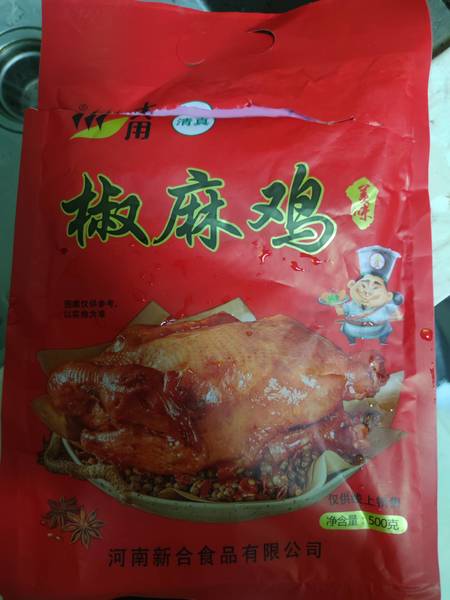 清真
椒麻鸡
美味
图案仅供参考,
以实物为准
仅供线上销售
净含量:500克
河南新合食品有限公司